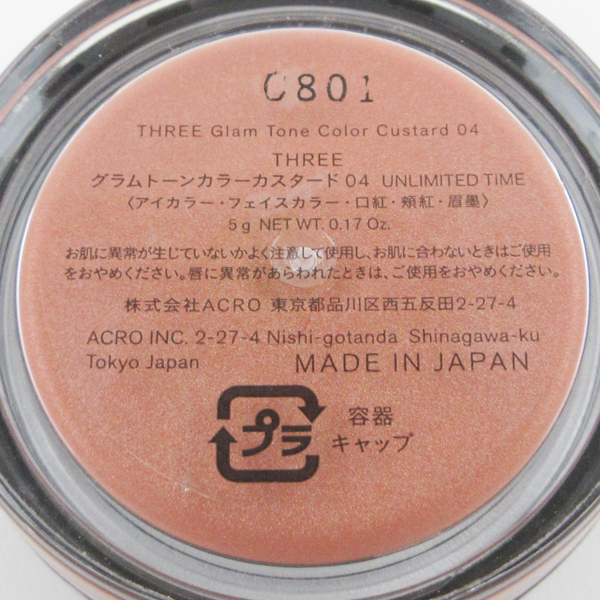 0801
THREE Glam Tone Color Custard 04
THREE
グラムトーンカラーカスタード 04 UNLIMITED TIME
〈アイカラー・フェイスカラー・口紅・頬紅・眉墨〉
5 g NET WT. 0.17 Oz.
お肌に異常が生じていないかよく注意して使用し、お肌に合わないときはご使用
をおやめください。唇に異常があらわれたときは、ご使用をおやめください。
株式会社ACRO 東京都品川区西五反田2-27-4
ACRO INC. 2-27-4 Nishi-gotanda Shinagawa-ku
Tokyo Japan MADE IN JAPAN
プラ
容器
キャップ